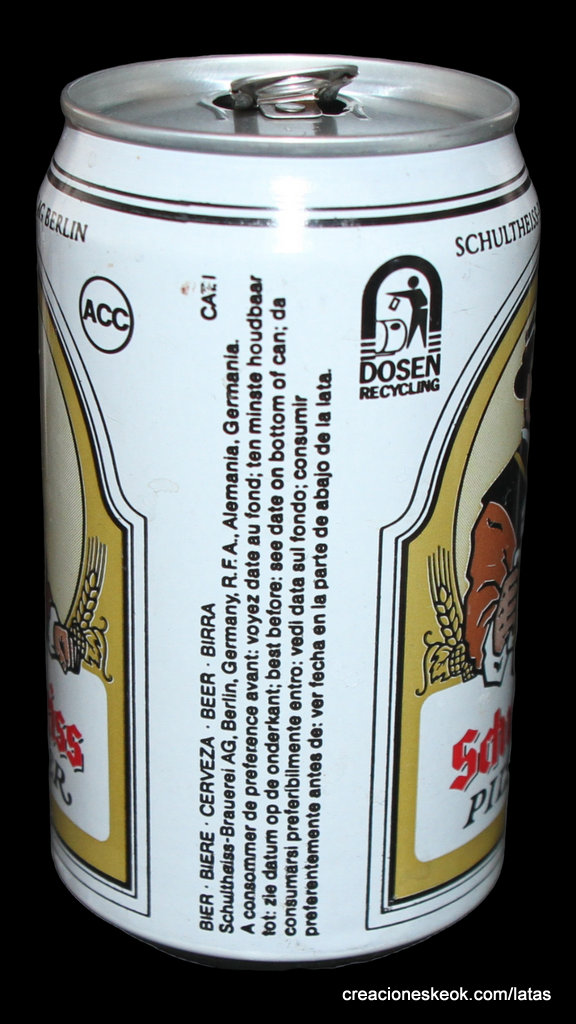 G BERLIN
SCHULTHEISS
ACC
CAE1
DOSEN
RECYCLING
BIER · BIERE · CERVEZA · BEER · BIRRA
Schultheiss-Brauerei AG, Berlin, Germany, R.F.A., Alemania, Germania.
A consommer de preference avant: voyez date au fond; ten minste houdbaar
tot: zie datum op de onderkant; best before: see date on bottom of can; da
consumarsi preferibilmente entro: vedi data sul fondo; consumir
preferentemente antes de: ver fecha en la parte de abajo de la lata.
iss
ER
Sch
PIL
creacioneskeok.com/latas